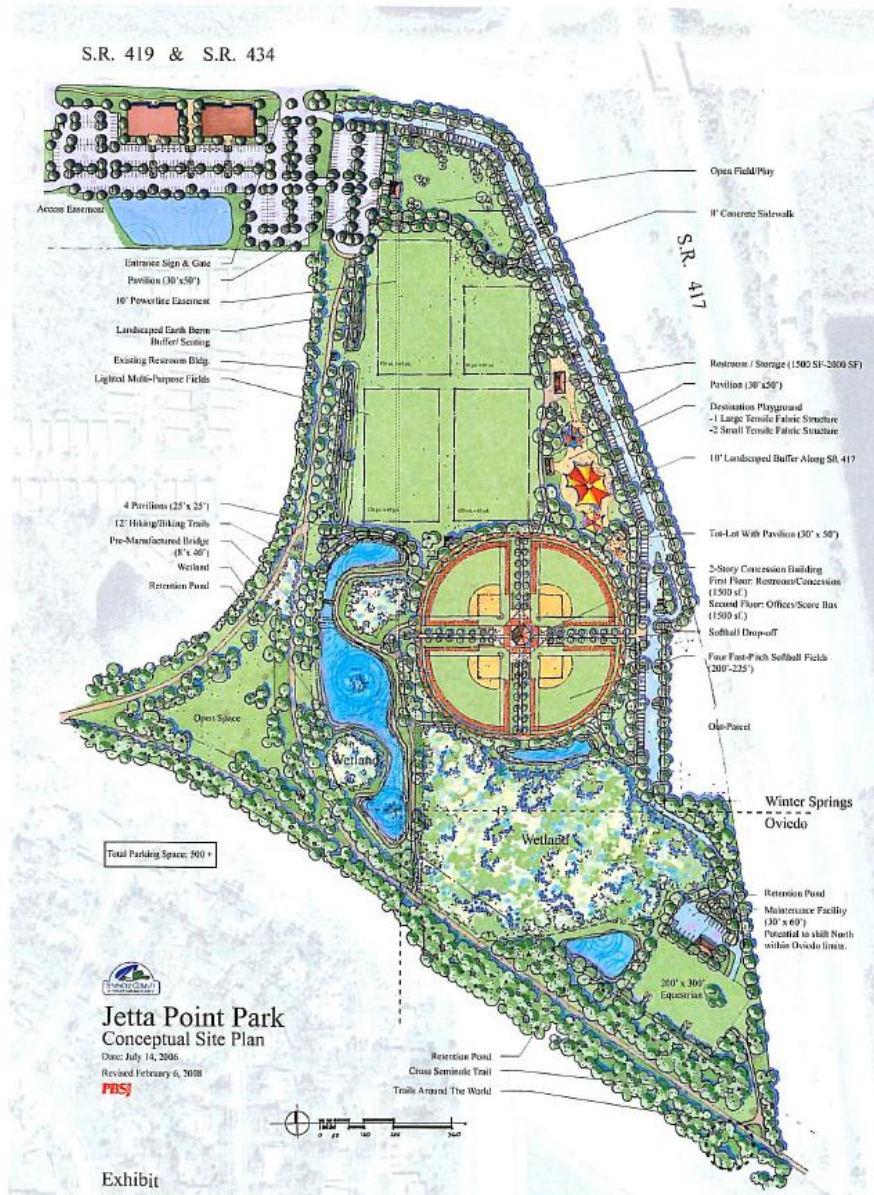 S.R. 419 & S.R. 434
Access Easement
Entrance Sign & Gate
Pavilion (30'x50')
10' Powerline Easement
Landscaped Earth Berm
Buffer/ Seating
Existing Restroom Bldg.
Lighted Multi-Purpose Fields
4 Pavilions (25'x 25')
12' Hiking/Biking Trails
Pre-Manufactured Bridge
(8'x 40')
Wetland
Retention Pond
Open Field/Play
8' Concrete Sidewalk
S.R. 417
Restroom / Storage (1500 SF-2000 SF)
Pavilion (30'x50')
Destination Playground
-1 Large Tensile Fabric Structure
-2 Small Tensile Fabric Structure
10' Landscaped Buffer Along SR. 417
Tot-Lot With Pavilion (30' x 50')
2-Story Concession Building
First Floor: Restroom/Concession
(1500 sf.)
Second Floor: Offices/Score Box
(1500 sf.)
Softball Drop-off
Four Fast-Pitch Softball Fields
(200'-225')
Out-Parcel
Open Space
Wetland
Wetland
Winter Springs
Oviedo
Total Parking Space: 500 +
Retention Pond
Maintenance Facility
(30' x 60')
Potential to shift North
within Oviedo limits.
200' x 300'
Equestrian
SEMINOLE COUNTY
Jetta Point Park
Conceptual Site Plan
Date: July 14, 2006
Revised February 6, 2008
PBSJ
Retention Pond
Cross Seminole Trail
Trails Around The World
Exhibit